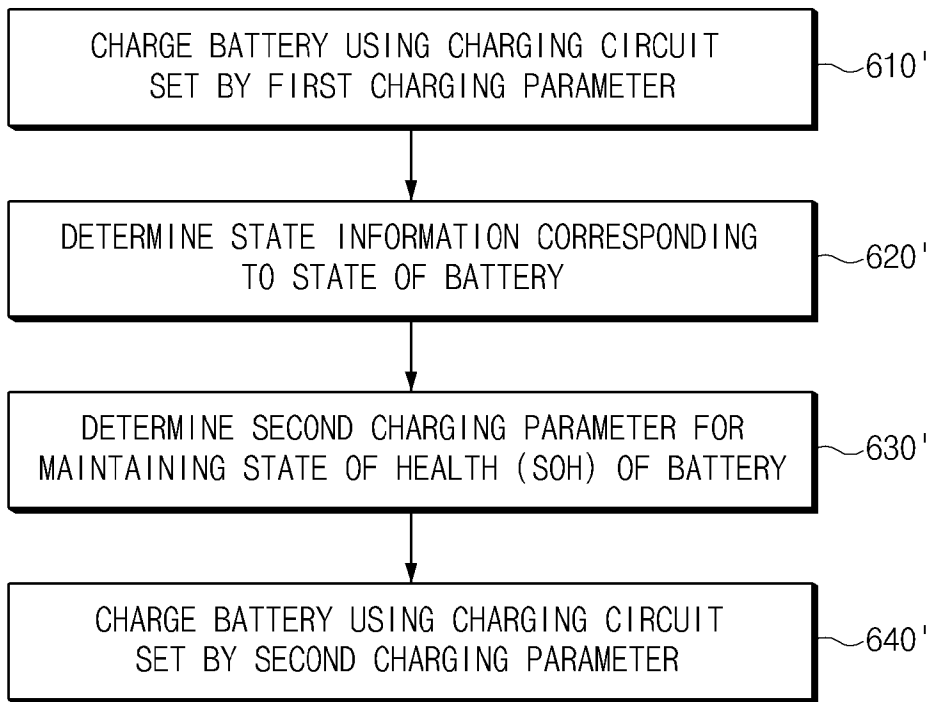 CHARGE BATTERY USING CHARGING CIRCUIT
SET BY FIRST CHARGING PARAMETER
610'
DETERMINE STATE INFORMATION CORRESPONDING
TO STATE OF BATTERY
620'
DETERMINE SECOND CHARGING PARAMETER FOR
MAINTAINING STATE OF HEALTH (SOH) OF BATTERY
630'
CHARGE BATTERY USING CHARGING CIRCUIT
SET BY SECOND CHARGING PARAMETER
640'